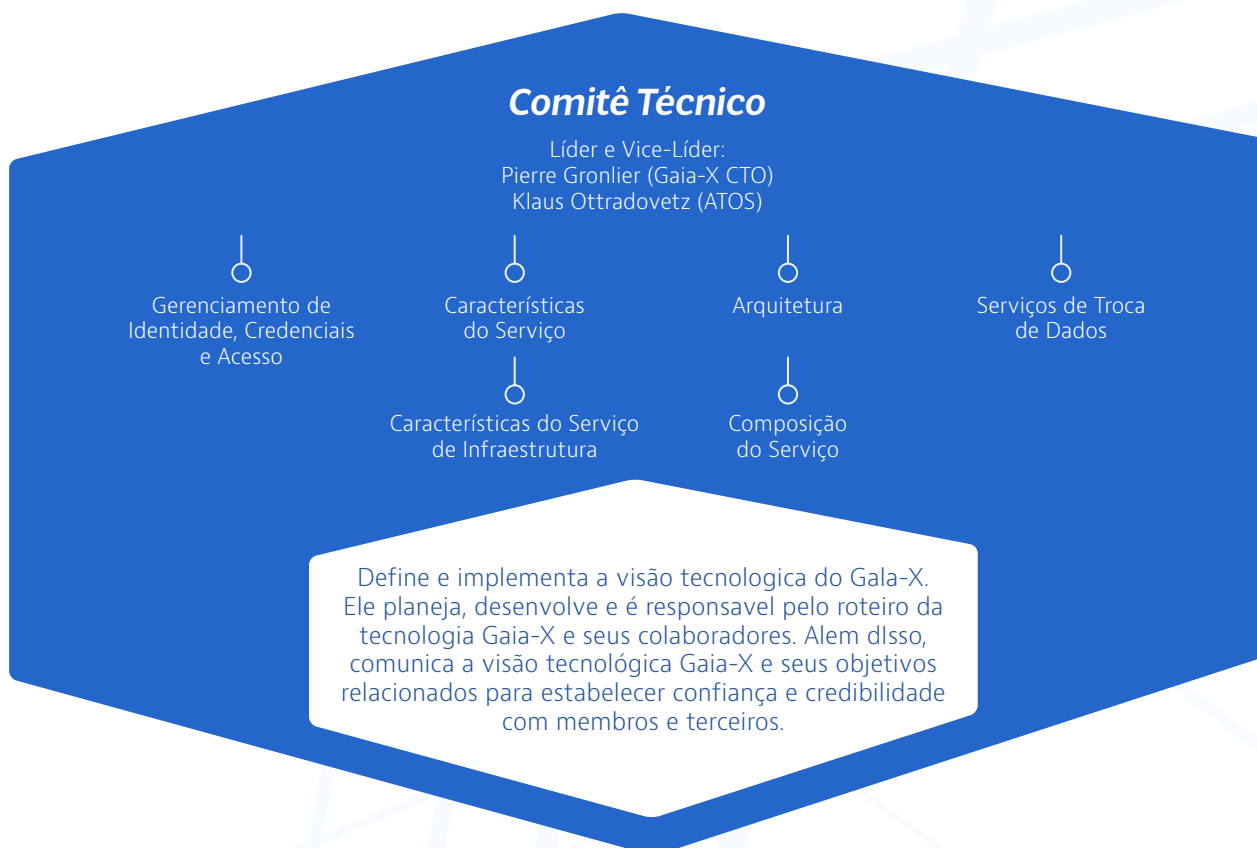 Comitê Técnico
Líder e Vice-Líder:
Pierre Gronlier (Gaia-X CTO)
Klaus Ottradovetz (ATOS)
Gerenciamento de
Identidade, Credenciais
e Acesso
Características
do Serviço
Arquitetura
Serviços de Troca
de Dados
Características do Serviço
de Infraestrutura
Composição
do Serviço
Define e implementa a visão tecnologica do Gala-X.
Ele planeja, desenvolve e é responsavel pelo roteiro da
tecnologia Gaia-X e seus colaboradores. Alem dIsso,
comunica a visão tecnológica Gaia-X e seus objetivos
relacionados para estabelecer confiança e credibilidade
com membros e terceiros.